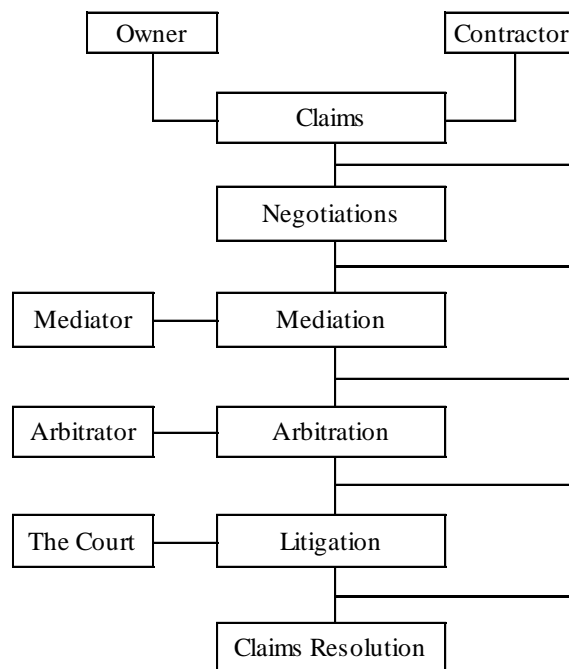 Owner
Contractor
Claims
Negotiations
Mediator
Mediation
Arbitrator
Arbitration
The Court
Litigation
Claims Resolution